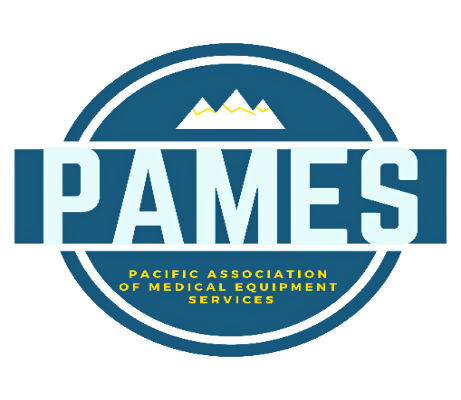 PAMES
PACIFIC ASSOCIATION
OF MEDICAL EQUIPMENT
SERVICES